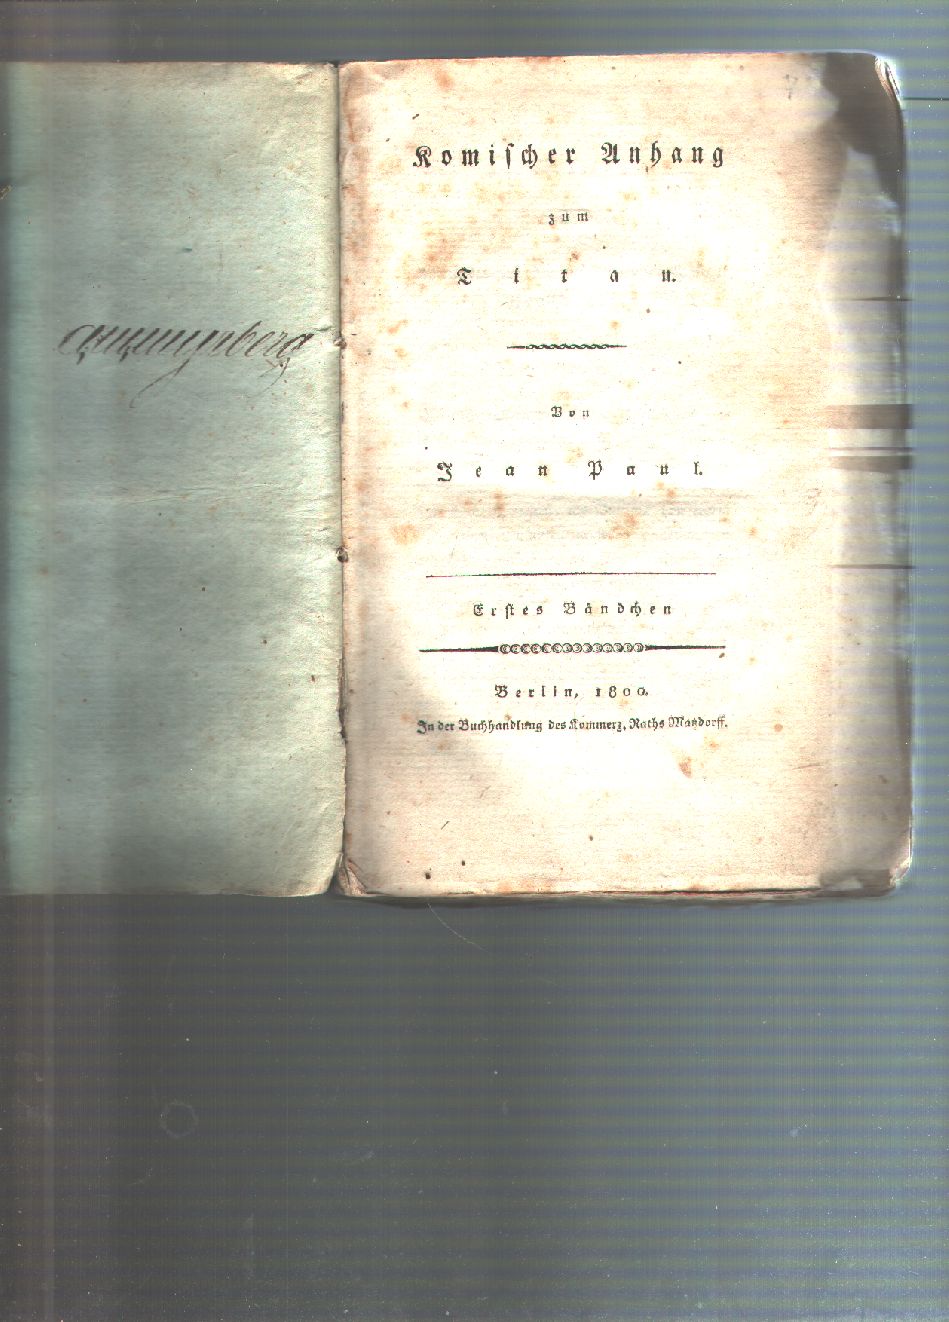 Komiſcher Anhang
zum
Titan.
Von
Jean Paul.
Erſtes Bändchen
Berlin, 1800.
In der Buchhandlung des Kommerz. Raths Matzdorff.